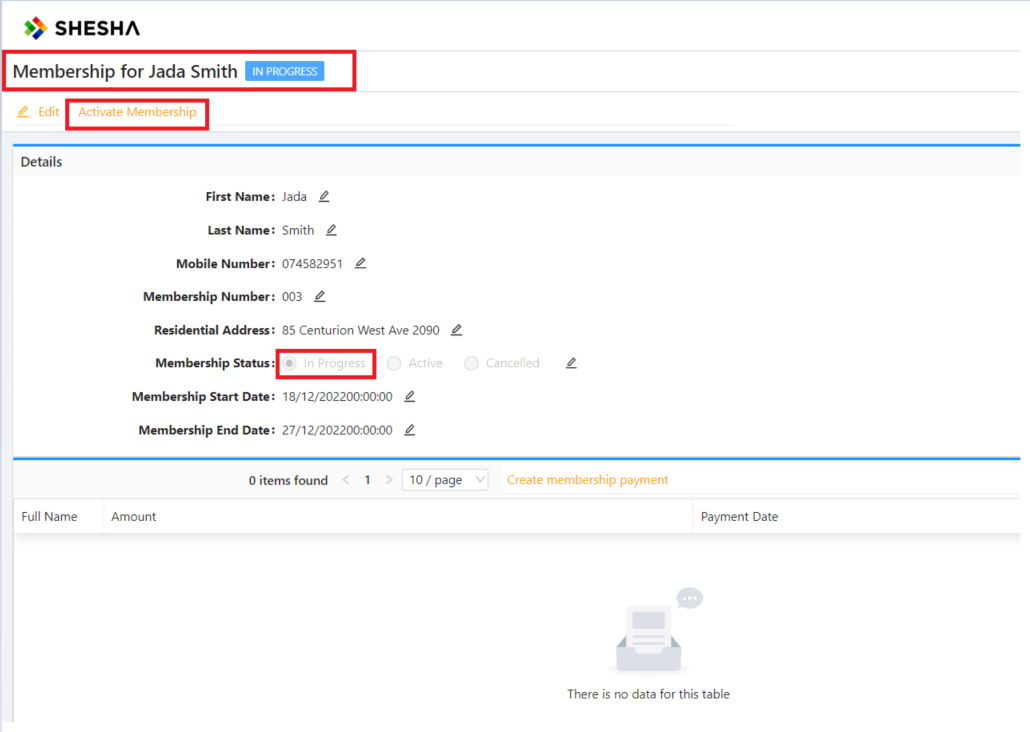 SHESHA
Membership for Jada Smith IN PROGRESS
Edit Activate Membership
Details
First Name: Jada
Last Name: Smith
Mobile Number: 074582951
Membership Number: 003
Residential Address: 85 Centurion West Ave 2090
Membership Status: In Progress Active Cancelled
Membership Start Date: 18/12/202200:00:00
Membership End Date: 27/12/202200:00:00
0 items found < 1 > 10 / page Create membership payment
Full Name Amount Payment Date
There is no data for this table